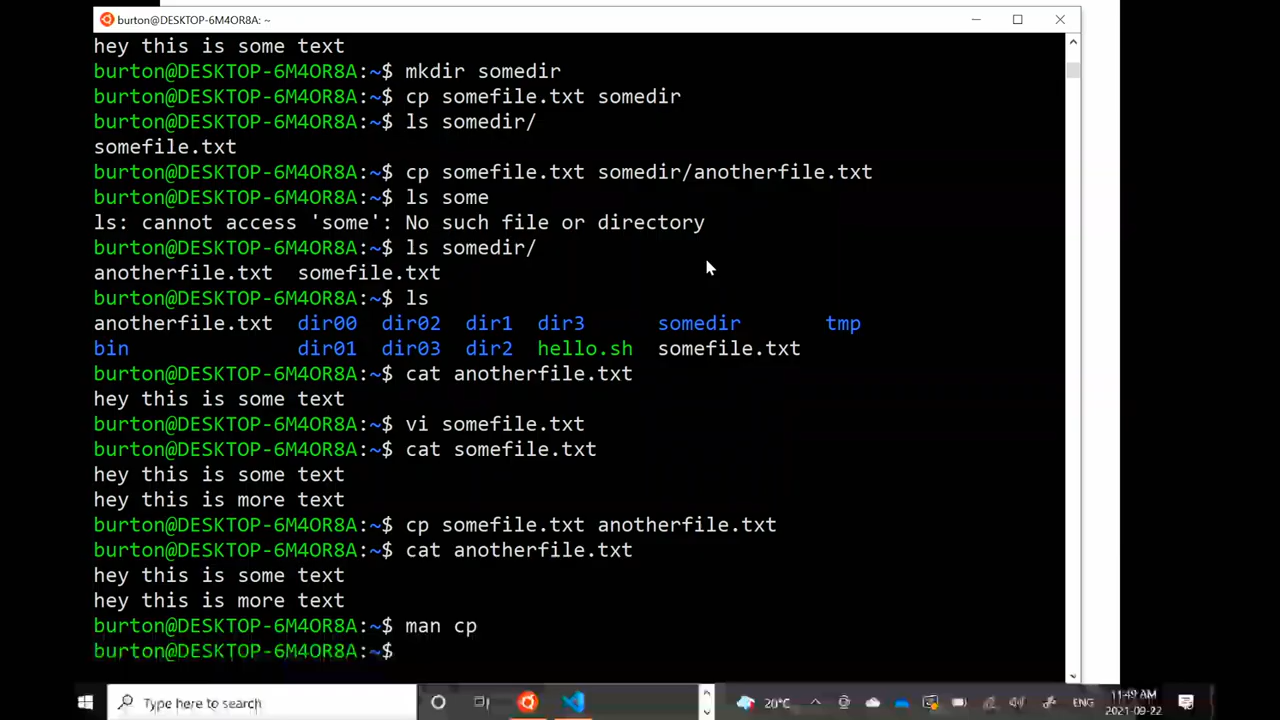 burton@DESKTOP-6M4OR8A: ~
hey this is some text
burton@DESKTOP-6M4OR8A:~$ mkdir somedir
burton@DESKTOP-6M4OR8A:~$ cp somefile.txt somedir
burton@DESKTOP-6M4OR8A:~$ ls somedir/
somefile.txt
burton@DESKTOP-6M4OR8A:~$ cp somefile.txt somedir/anotherfile.txt
burton@DESKTOP-6M4OR8A:~$ ls some
ls: cannot access 'some': No such file or directory
burton@DESKTOP-6M4OR8A:~$ ls somedir/
anotherfile.txt  somefile.txt
burton@DESKTOP-6M4OR8A:~$ ls
anotherfile.txt  dir00  dir02  dir1  dir3      somedir       tmp
bin              dir01  dir03  dir2  hello.sh  somefile.txt
burton@DESKTOP-6M4OR8A:~$ cat anotherfile.txt
hey this is some text
burton@DESKTOP-6M4OR8A:~$ vi somefile.txt
burton@DESKTOP-6M4OR8A:~$ cat somefile.txt
hey this is some text
hey this is more text
burton@DESKTOP-6M4OR8A:~$ cp somefile.txt anotherfile.txt
burton@DESKTOP-6M4OR8A:~$ cat anotherfile.txt
hey this is some text
hey this is more text
burton@DESKTOP-6M4OR8A:~$ man cp
burton@DESKTOP-6M4OR8A:~$
Type here to search
20°C
ENG
11:49 AM
2021-09-22